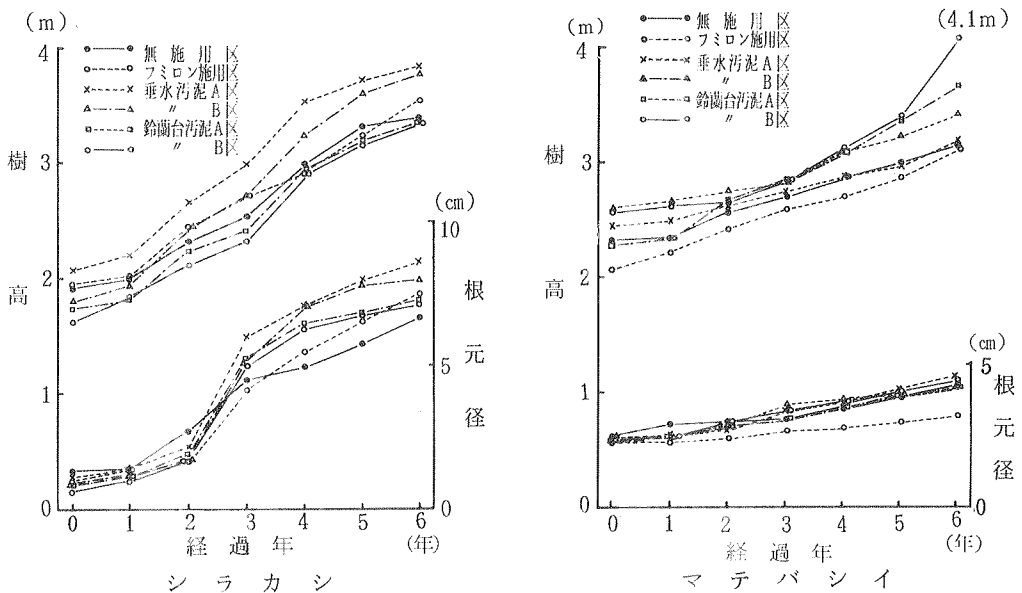 (m)
4
3
2
1
0
樹
高
無施用区
フミロン施用区
垂水汚泥A区
〃 B区
鈴蘭台汚泥A区
〃 B区
(cm)
10
5
0
根
元
径
0 1 2 3 4 5 6
経過年 (年)
シラカシ
(m)
4
3
2
1
0
樹
高
無施用区
フミロン施用区
垂水汚泥A区
〃 B区
鈴蘭台汚泥A区
〃 B区
(4.1m)
(cm)
5
0
根
元
径
0 1 2 3 4 5 6
経過年 (年)
マテバシイ